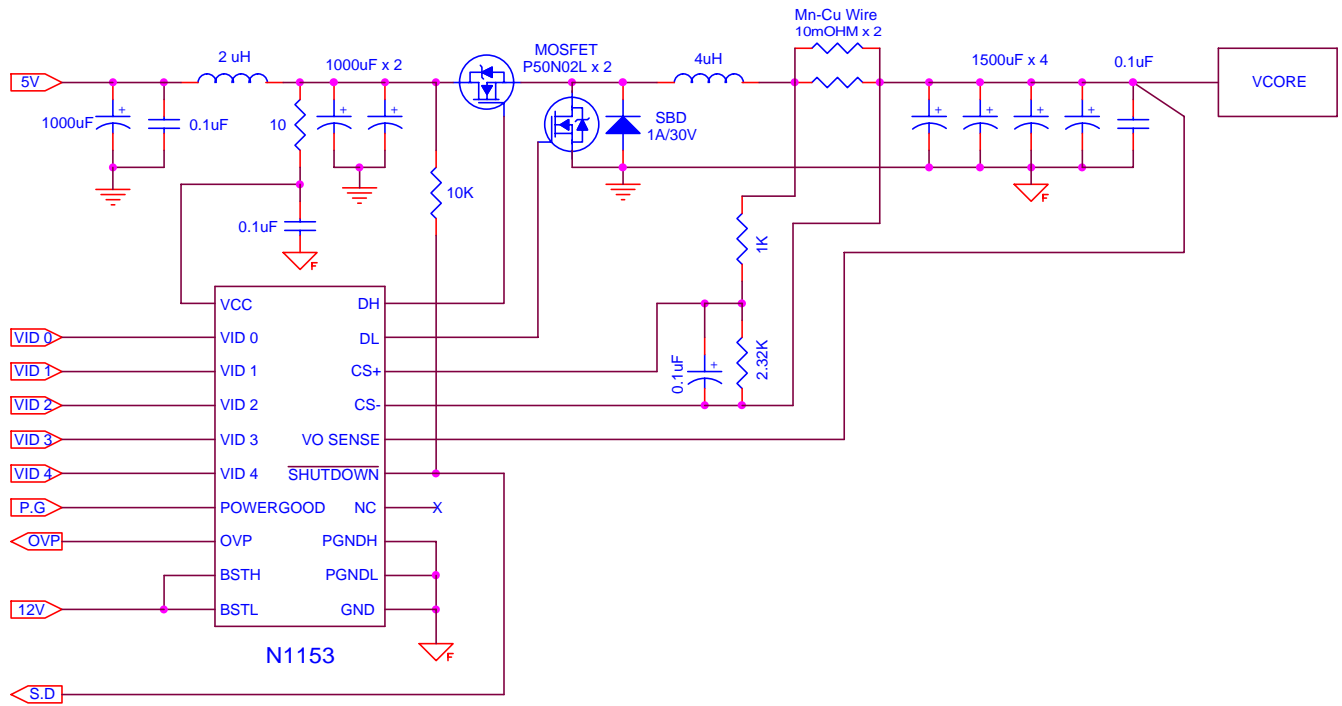 Mn-Cu Wire
10mOHM x 2
2 uH
1000uF x 2
MOSFET
P50N02L x 2
4uH
1500uF x 4
0.1uF
5V
VCORE
1000uF
0.1uF
10
SBD
1A/30V
10K
F
0.1uF
F
1K
VCC
DH
VID 0
VID 0
DL
VID 1
VID 1
CS+
0.1uF
2.32K
VID 2
VID 2
CS-
VID 3
VID 3
VO SENSE
VID 4
VID 4
SHUTDOWN
P.G
POWERGOOD
NC
X
OVP
OVP
PGNDH
BSTH
PGNDL
12V
BSTL
GND
N1153
F
S.D